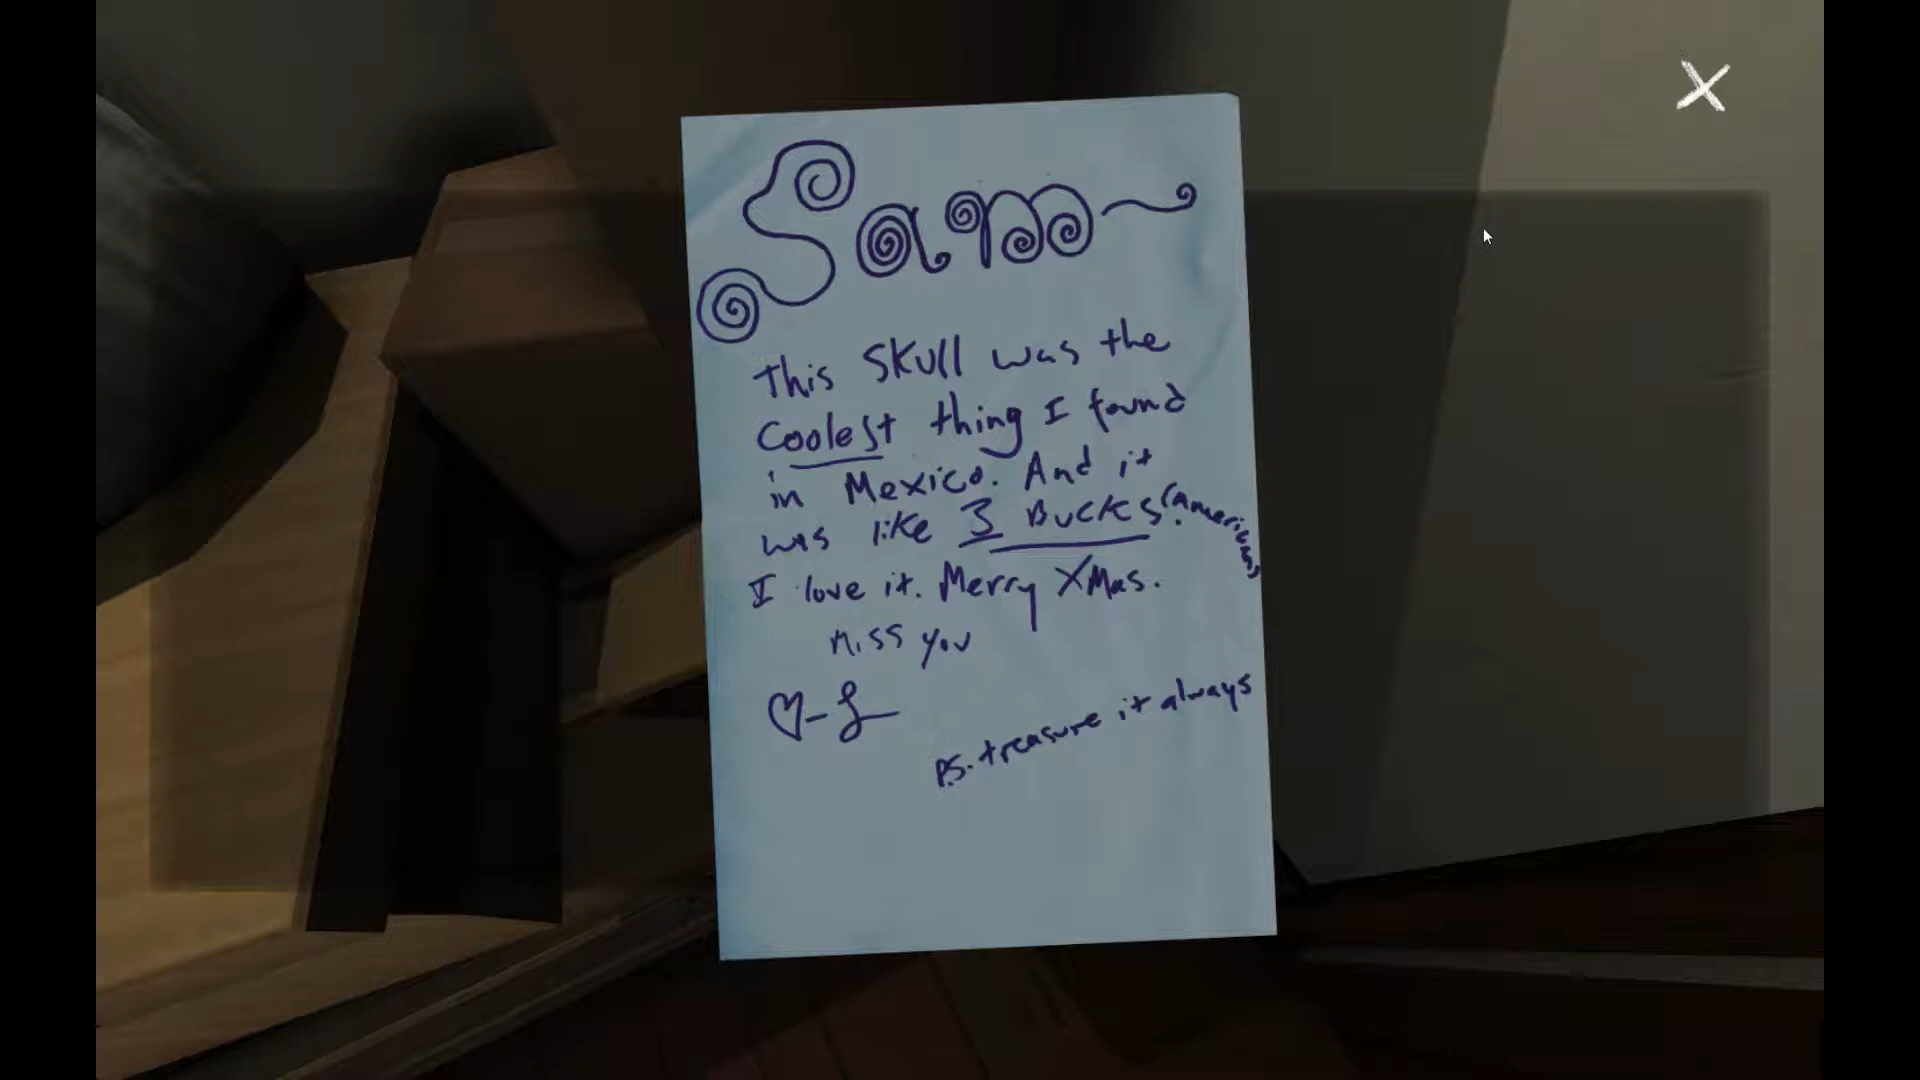 Sam
This Skull was the
Coolest thing I found
in Mexico. And it
was like 3 Bucks. (american)
I love it. Merry XMas.
Miss you
♡-L
P.S. treasure it always